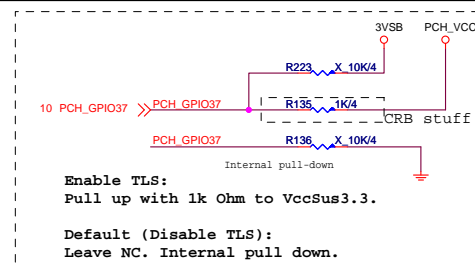 3VSB PCH_VCC
R223 X_10K/4
10 PCH_GPIO37 PCH_GPIO37 R135 1K/4
CRB stuff
PCH_GPIO37 R136 X_10K/4
Internal pull-down
Enable TLS:
Pull up with 1k Ohm to VccSus3.3.
Default (Disable TLS):
Leave NC. Internal pull down.